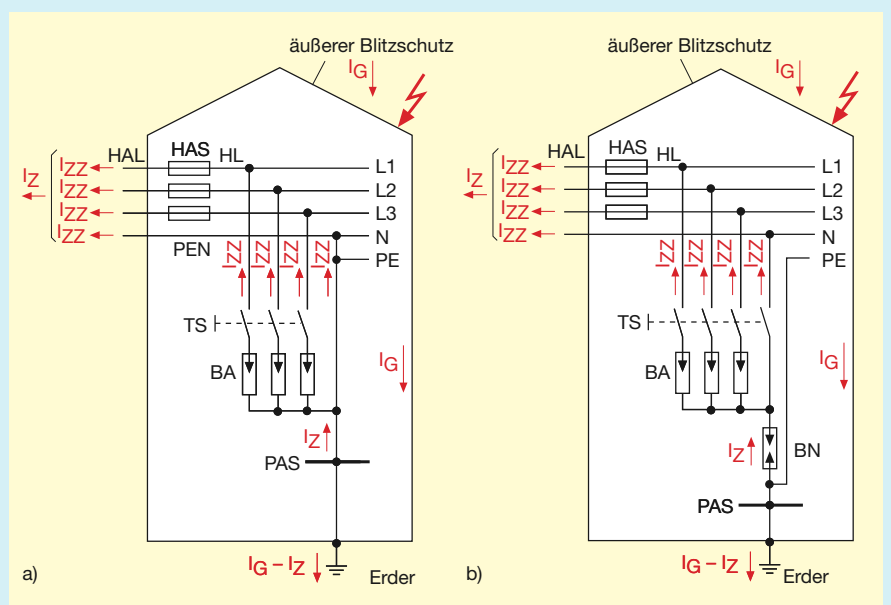 äußerer Blitzschutz
IG
HAL HAS HL
IZ
IZZ L1
IZZ L2
IZZ L3
IZZ N
PEN PE
IZZ IZZ IZZ IZZ
TS
BA
IG
IZ
PAS
IG – IZ
Erder
a)
äußerer Blitzschutz
IG
HAL HAS HL
IZ
IZZ L1
IZZ L2
IZZ L3
IZZ N
PE
IZZ IZZ IZZ IZZ
TS
BA
IG
IZ BN
PAS
IG – IZ
Erder
b)